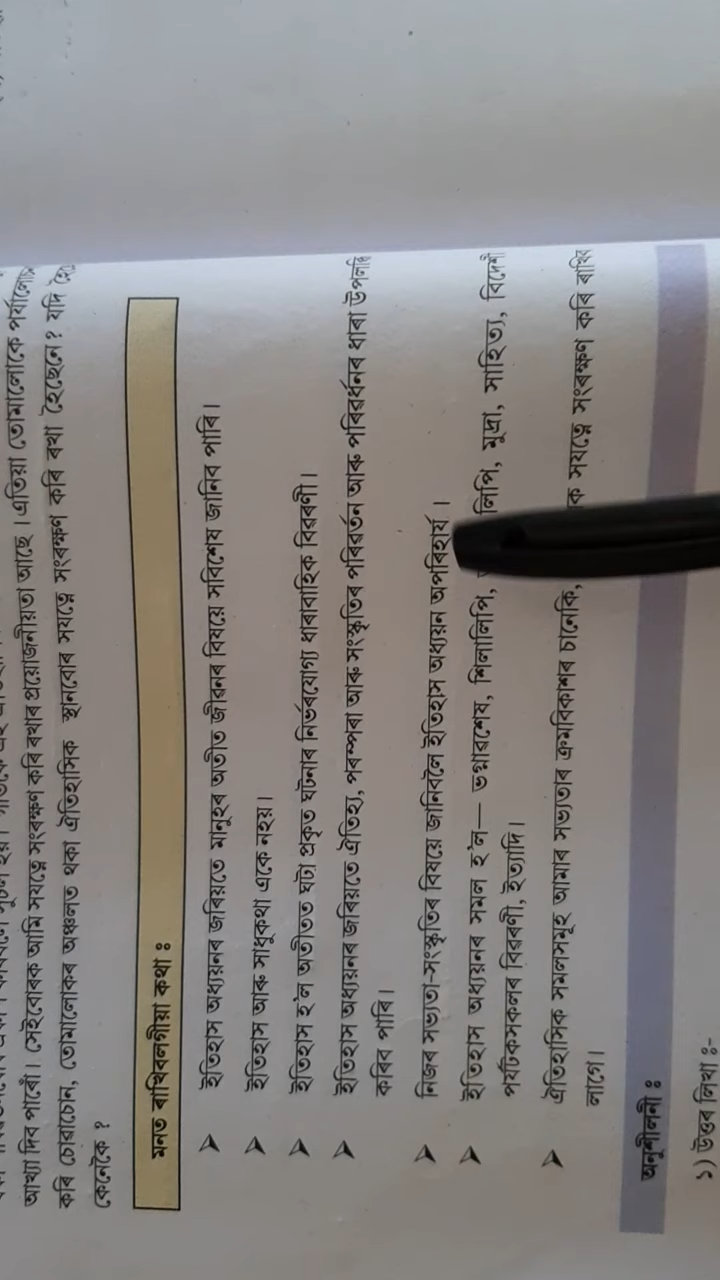 আখ্যা দিব পাৰোঁ। সেইবোৰক আমি সযত্নে সংৰক্ষণ কৰি ৰখাৰ প্ৰয়োজনীয়তা আছে। এতিয়া তোমালোকে
কৰি চোৱাচোন, তোমালোকৰ অঞ্চলত থকা ঐতিহাসিক স্থানবোৰ সযত্নে সংৰক্ষণ কৰি ৰখা হৈছেনে? যদি
কেনেকৈ ?
মনত ৰাখিবলগীয়া কথা ঃ
➤ ইতিহাস অধ্যয়নৰ জৰিয়তে মানুহৰ অতীত জীৱনৰ বিষয়ে সবিশেষ জানিব পাৰি।
➤ ইতিহাস আৰু সাধুকথা একে নহয়।
➤ ইতিহাস হ'ল অতীতত ঘটা প্ৰকৃত ঘটনাৰ নিৰ্ভৰযোগ্য ধাৰাবাহিক বিৱৰণী।
➤ ইতিহাস অধ্যয়নৰ জৰিয়তে ঐতিহ্য, পৰম্পৰা আৰু সংস্কৃতিৰ পৰিৱৰ্তন আৰু পৰিৱৰ্ধনৰ ধাৰা
কৰিব পাৰি।
➤ নিজৰ সভ্যতা-সংস্কৃতিৰ বিষয়ে জানিবলৈ ইতিহাস অধ্যয়ন অপৰিহাৰ্য।
➤ ইতিহাস অধ্যয়নৰ সমল হ'ল— ভগ্নাৱশেষ, শিলালিপি, লিপি, মুদ্ৰা, সাহিত্য, বিদেশী
পৰ্যটকসকলৰ বিৱৰণী, ইত্যাদি।
➤ ঐতিহাসিক সমলসমূহ আমাৰ সভ্যতাৰ ক্ৰমবিকাশৰ চানেকি, সযত্নে সংৰক্ষণ কৰি ৰাখিব
লাগে।
অনুশীলনী ঃ
১) উত্তৰ লিখা ঃ-